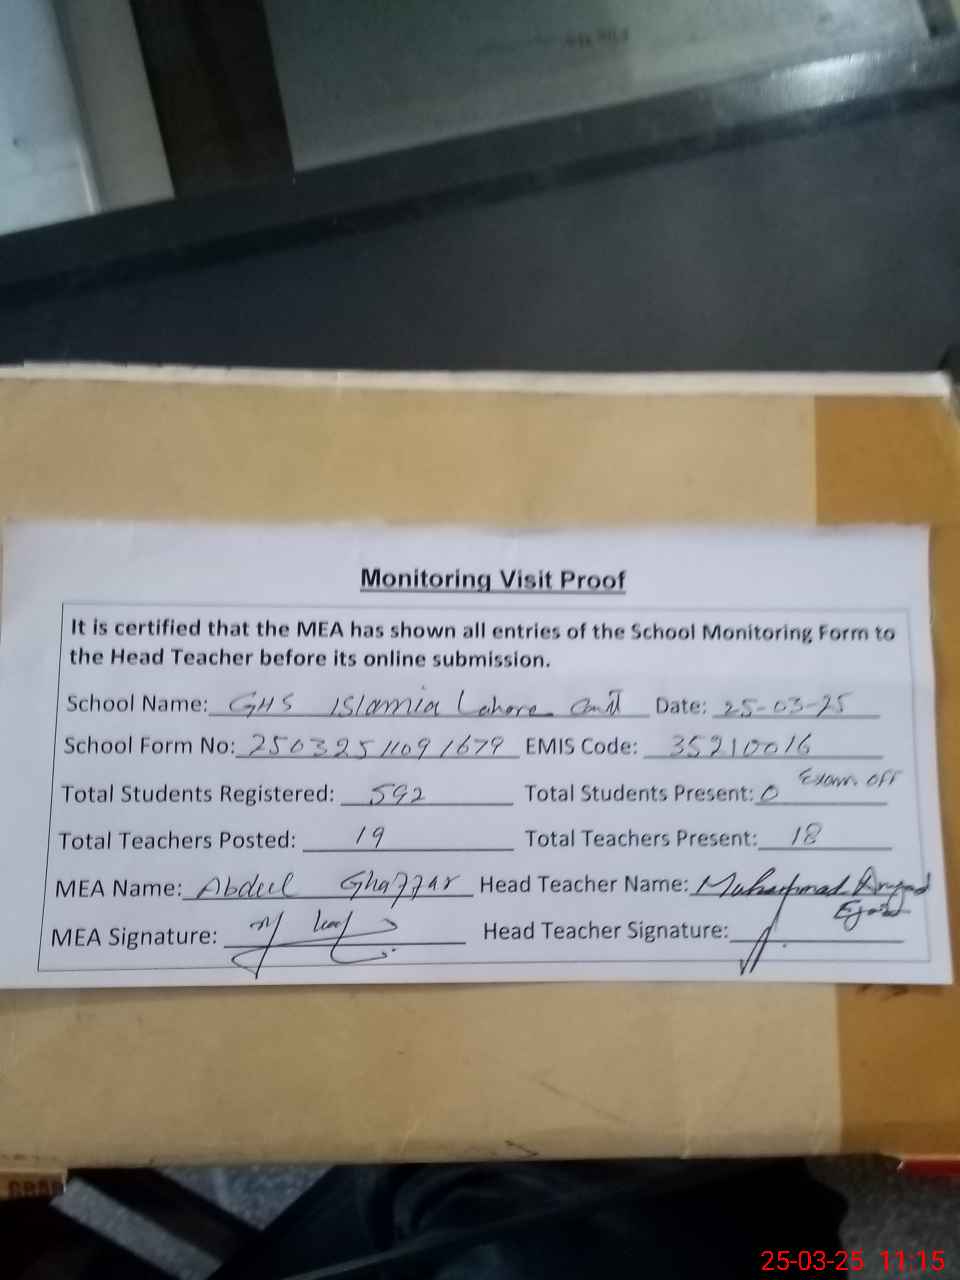 Monitoring Visit Proof
It is certified that the MEA has shown all entries of the School Monitoring Form to
the Head Teacher before its online submission.
School Name: GHS Islamia Lahore Cantt Date: 25-03-25
School Form No: 25032511091679 EMIS Code: 35210016
Exam off
Total Students Registered: 592 Total Students Present: 0
Total Teachers Posted: 19 Total Teachers Present: 18
MEA Name: Abdul Ghaffar Head Teacher Name: Muhammad
MEA Signature: Head Teacher Signature:
25-03-25 11:15